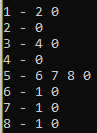 1 - 2 0
2 - 0
3 - 4 0
4 - 0
5 - 6 7 8 0
6 - 1 0
7 - 1 0
8 - 1 0